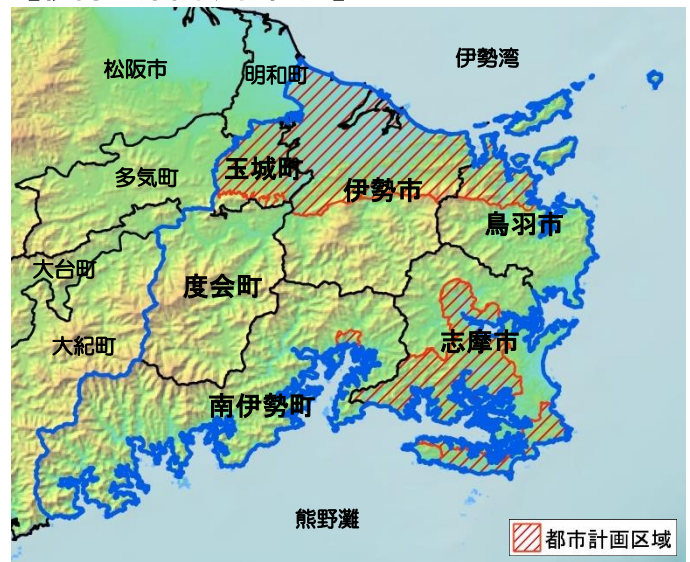 伊勢湾
松阪市
明和町
玉城町
多気町
伊勢市
鳥羽市
大台町
度会町
大紀町
志摩市
南伊勢町
熊野灘
都市計画区域